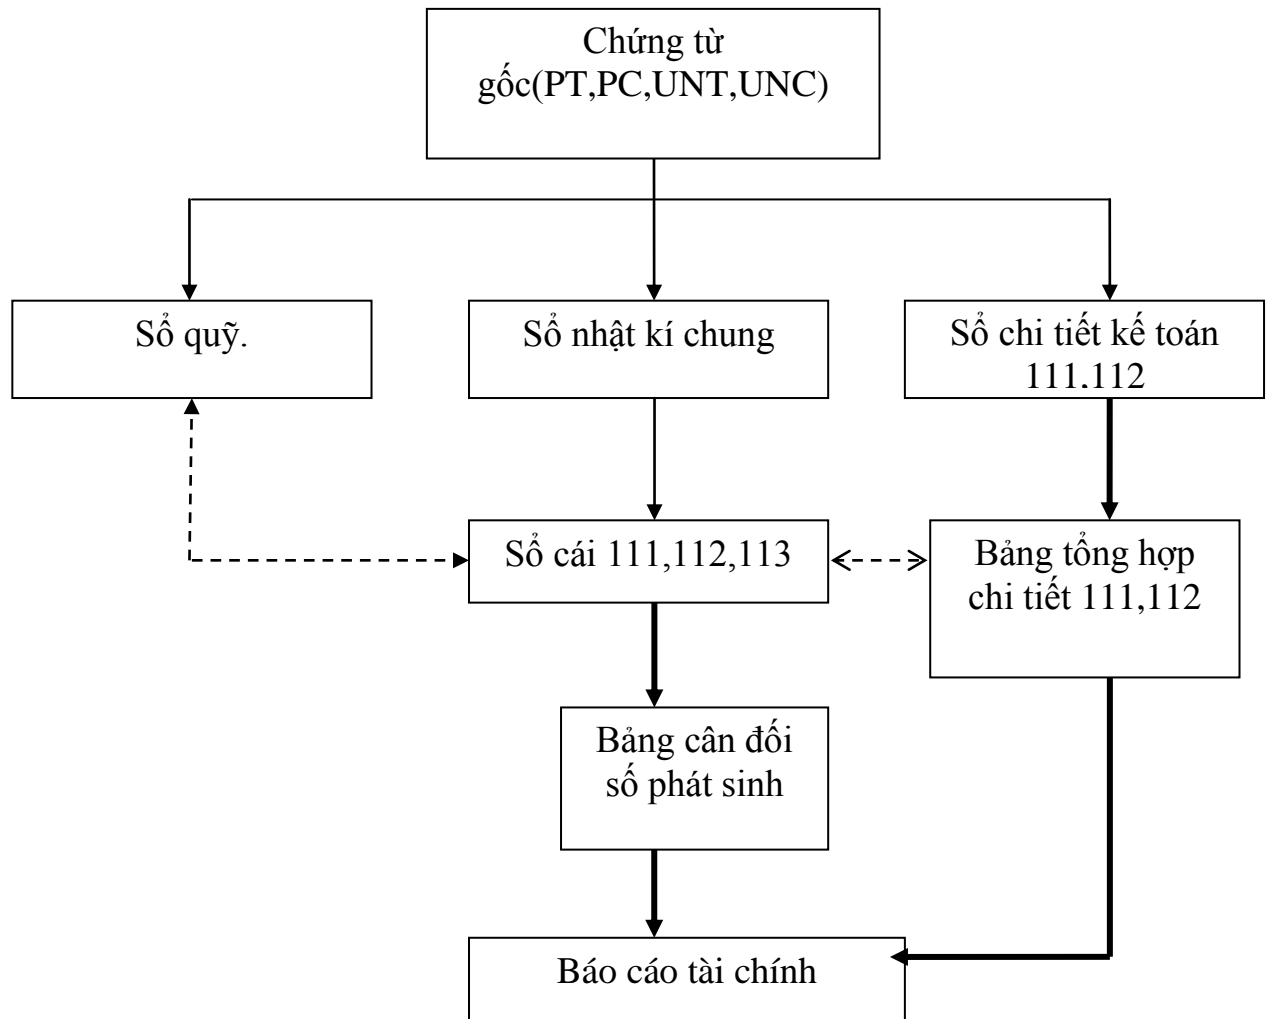 Chứng từ
gốc(PT,PC,UNT,UNC)
Sổ quỹ.
Sổ nhật kí chung
Sổ chi tiết kế toán
111,112
Sổ cái 111,112,113
Bảng tổng hợp
chi tiết 111,112
Bảng cân đối
số phát sinh
Báo cáo tài chính